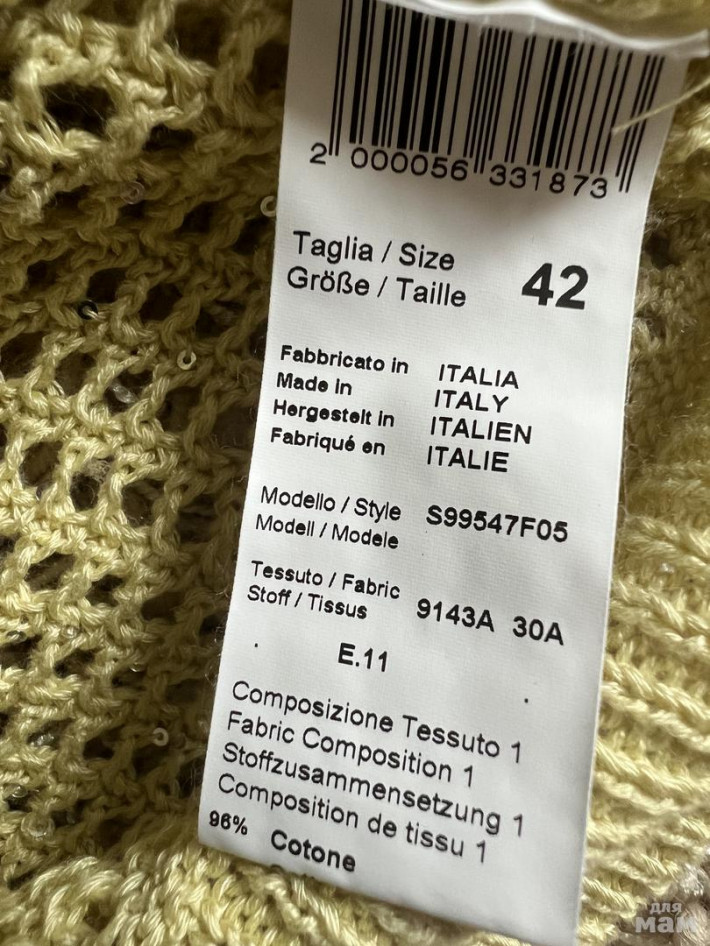 2 000056 331873
Taglia / Size
Größe / Taille
42
Fabbricato in ITALIA
Made in ITALY
Hergestelt in ITALIEN
Fabriqué en ITALIE
Modello / Style S99547F05
Modell / Modele
Tessuto / Fabric
Stoff / Tissus
9143A 30A
E.11
Composizione Tessuto 1
Fabric Composition 1
Stoffzusammensetzung 1
Composition de tissu 1
96% Cotone
для
мам